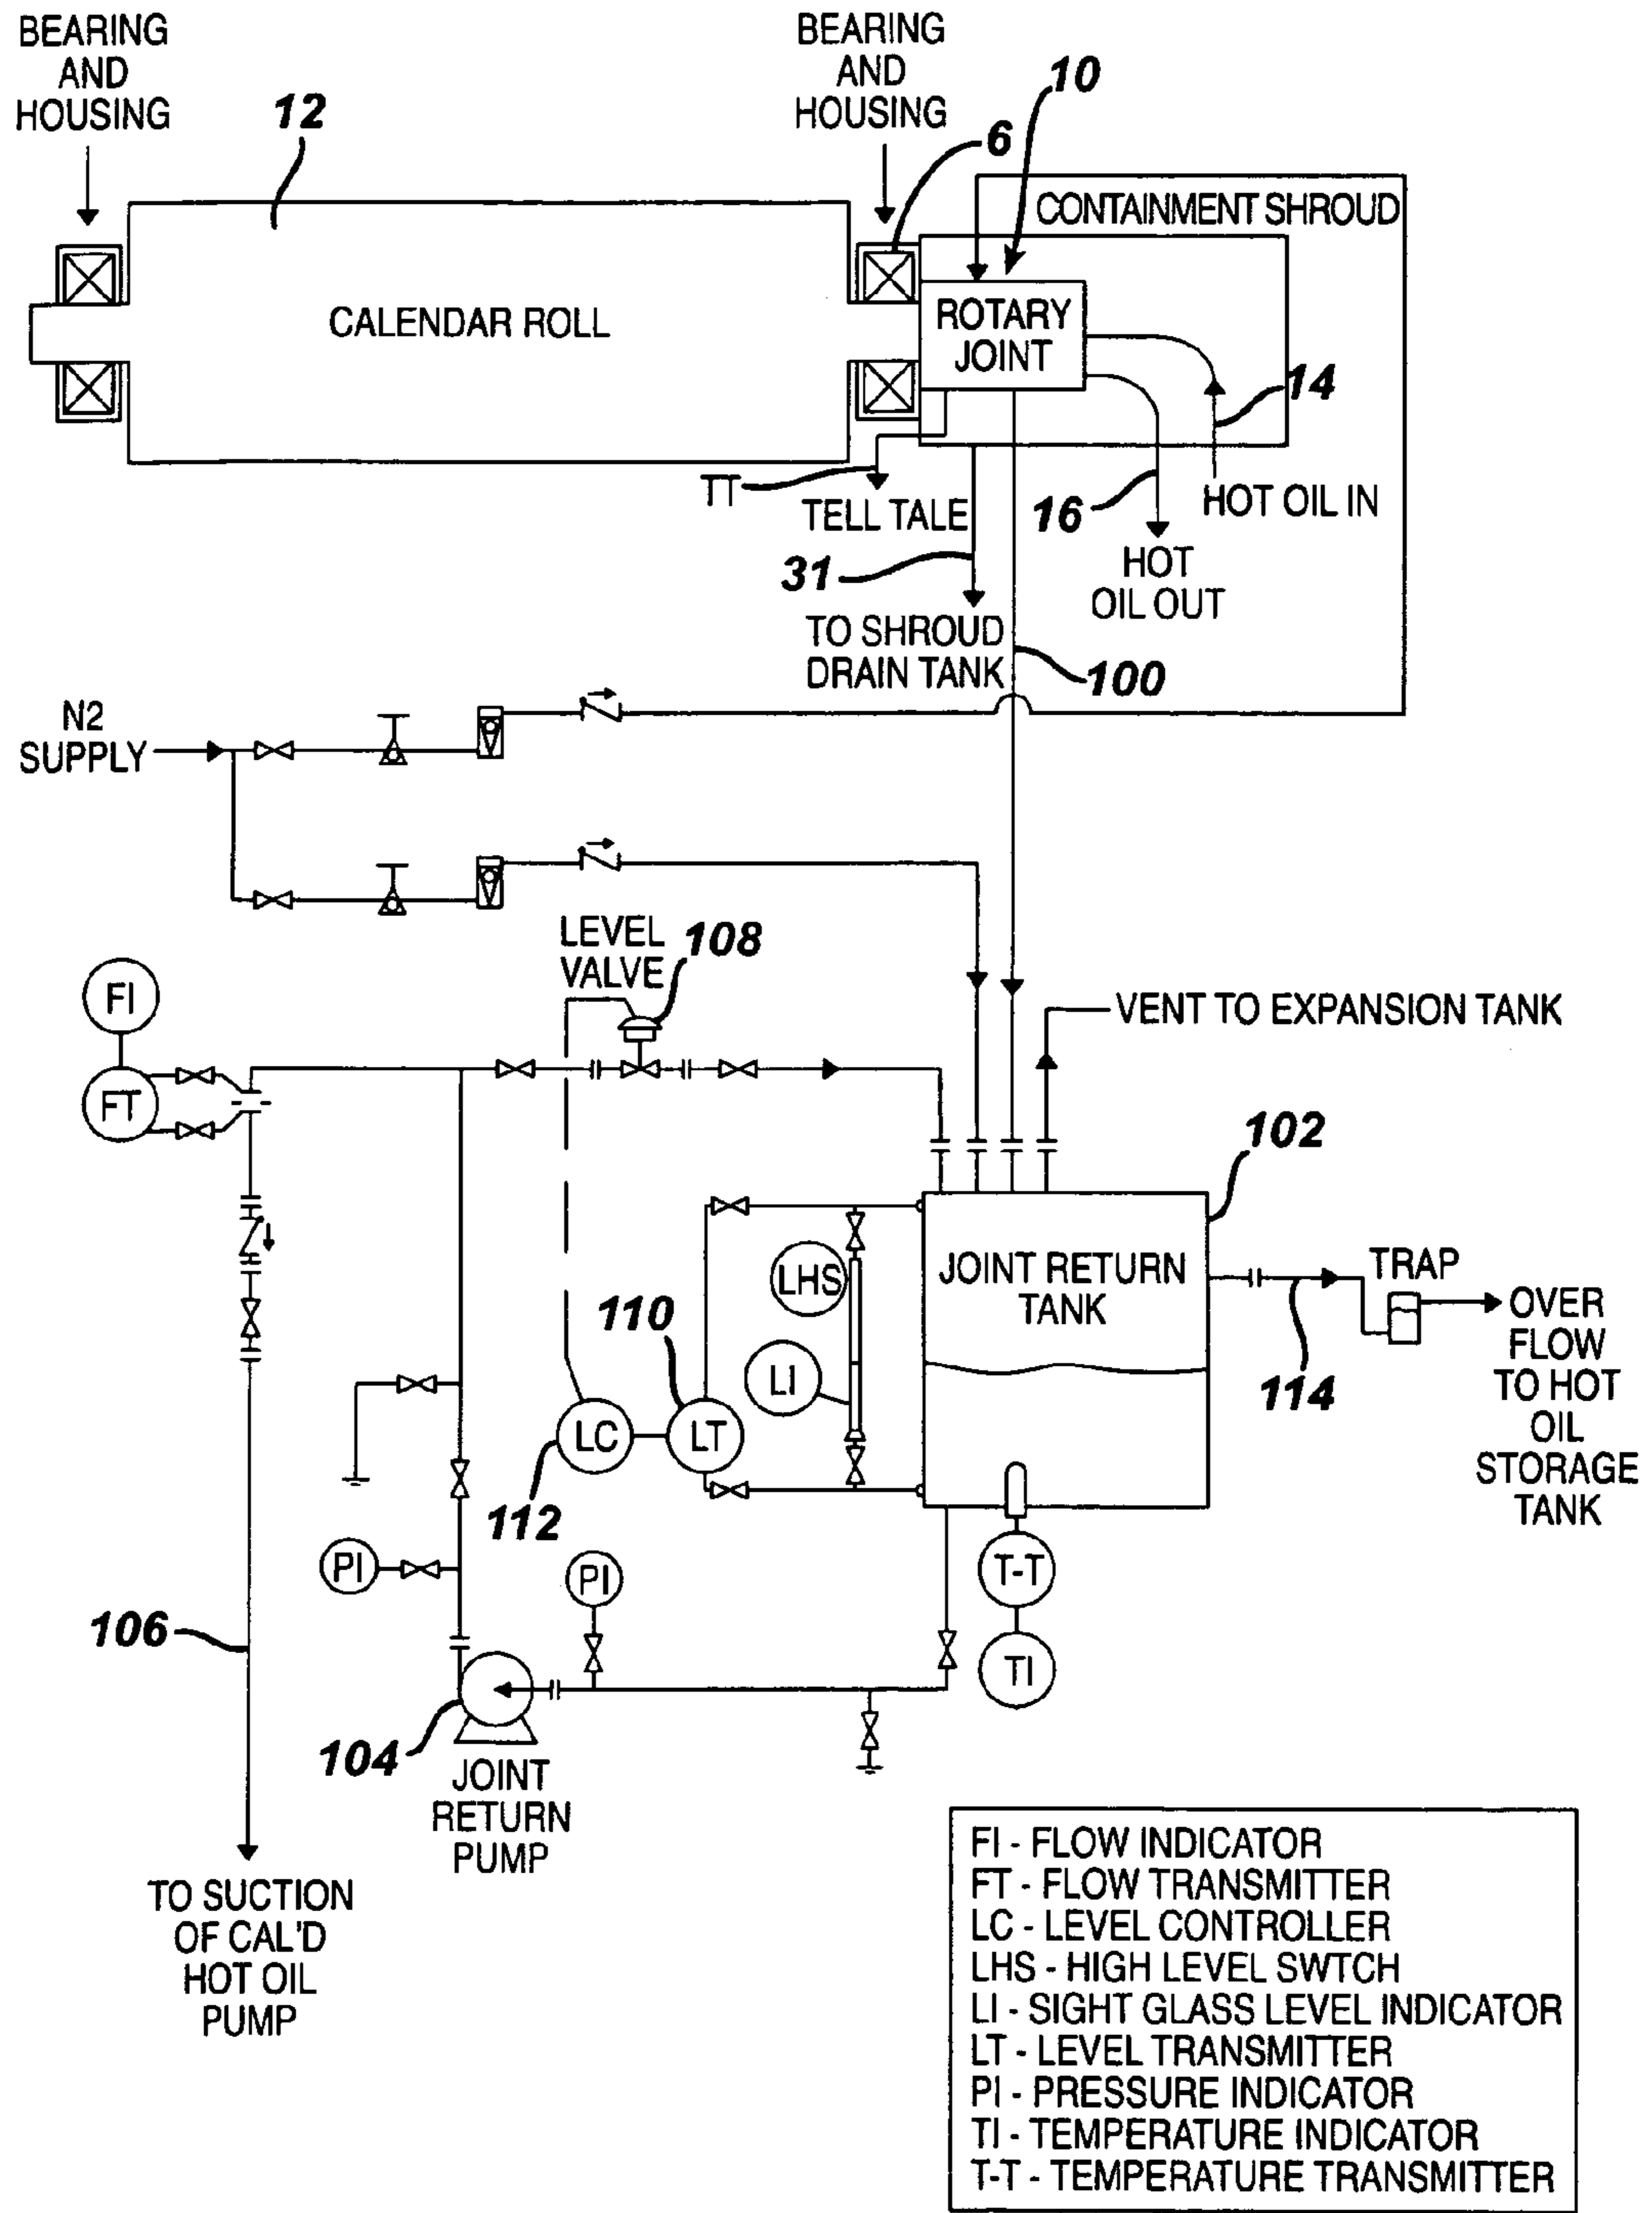 BEARING
AND
HOUSING
12
BEARING
AND
HOUSING
10
6
CONTAINMENT SHROUD
CALENDAR ROLL
ROTARY
JOINT
14
TT
TELL TALE
16
HOT OIL IN
31
HOT
OIL OUT
TO SHROUD
DRAIN TANK
100
N2
SUPPLY
LEVEL
VALVE
108
FI
VENT TO EXPANSION TANK
FT
102
LHS
JOINT RETURN
TANK
TRAP
OVER
FLOW
TO HOT
OIL
STORAGE
TANK
110
LI
114
LC
LT
112
PI
PI
T-T
106
TI
104
JOINT
RETURN
PUMP
TO SUCTION
OF CAL'D
HOT OIL
PUMP
FI - FLOW INDICATOR
FT - FLOW TRANSMITTER
LC - LEVEL CONTROLLER
LHS - HIGH LEVEL SWTCH
LI - SIGHT GLASS LEVEL INDICATOR
LT - LEVEL TRANSMITTER
PI - PRESSURE INDICATOR
TI - TEMPERATURE INDICATOR
T-T - TEMPERATURE TRANSMITTER